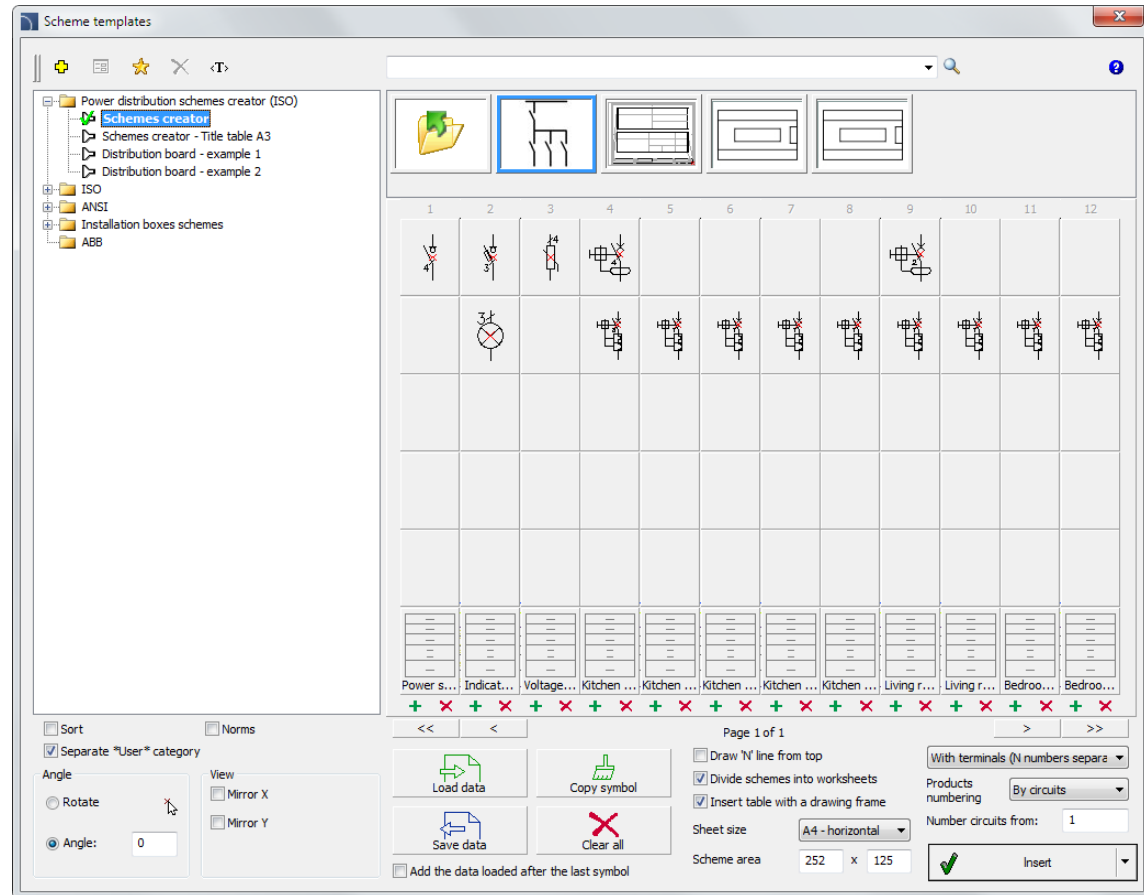 Scheme templates
<T>
Power distribution schemes creator (ISO)
Schemes creator
Schemes creator - Title table A3
Distribution board - example 1
Distribution board - example 2
ISO
ANSI
Installation boxes schemes
ABB
1 2 3 4 5 6 7 8 9 10 11 12
4 3 4 4 2
3
Power s... Indicat... Voltage... Kitchen ... Kitchen ... Kitchen ... Kitchen ... Kitchen ... Living r... Living r... Bedroo... Bedroo...
<< < Page 1 of 1 > >>
Sort Norms
Separate *User* category
Angle
Rotate
Angle: 0
View
Mirror X
Mirror Y
Load data
Copy symbol
Save data
Clear all
Add the data loaded after the last symbol
Draw 'N' line from top
Divide schemes into worksheets
Insert table with a drawing frame
Sheet size A4 - horizontal
Scheme area 252 x 125
With terminals (N numbers separa
Products numbering By circuits
Number circuits from: 1
Insert